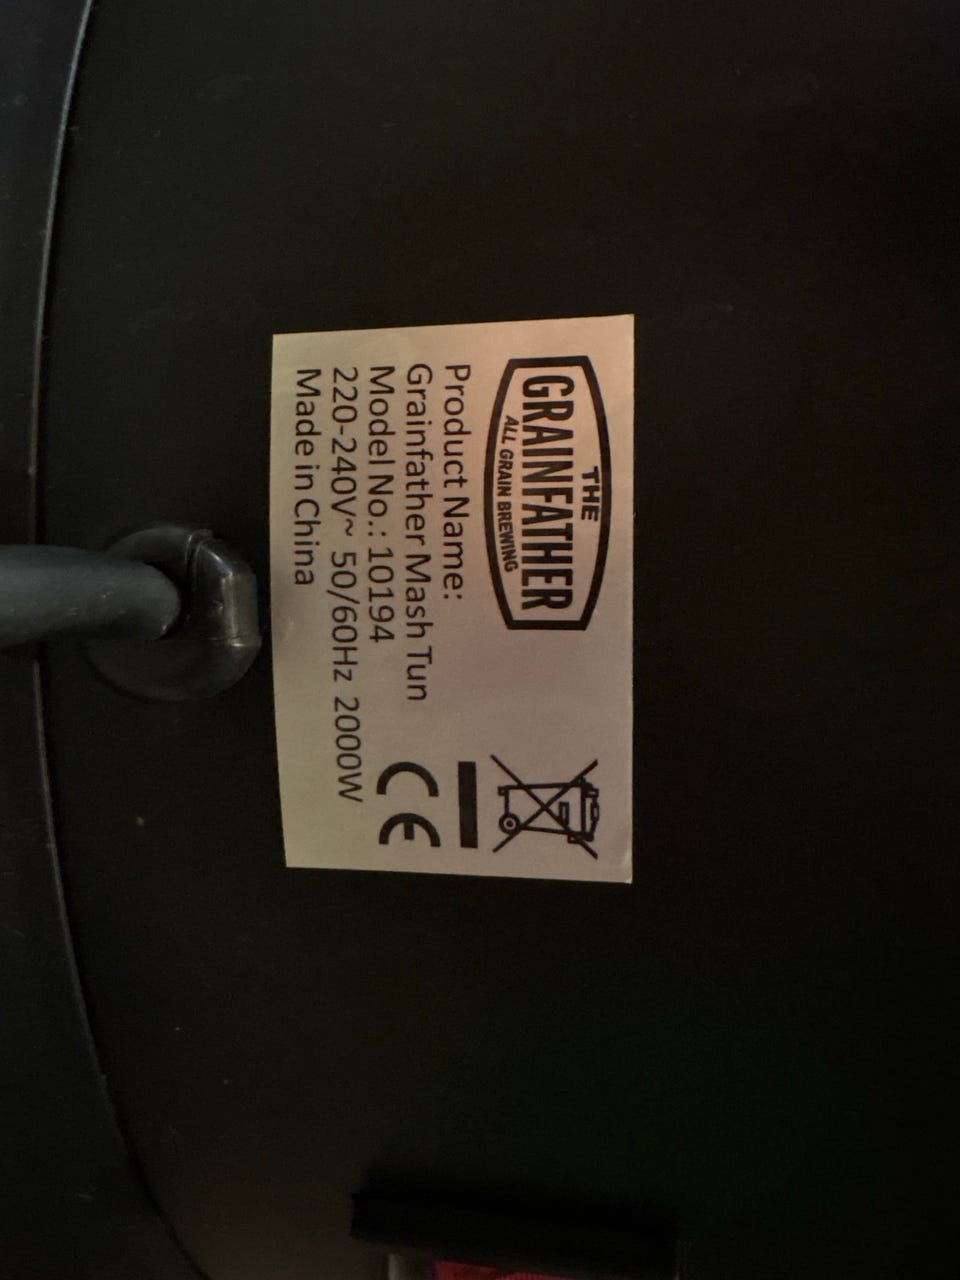 THE
GRAINFATHER
ALL GRAIN BREWING
Product Name:
Grainfather Mash Tun
Model No.: 10194
220-240V~ 50/60Hz 2000W
Made in China
CE